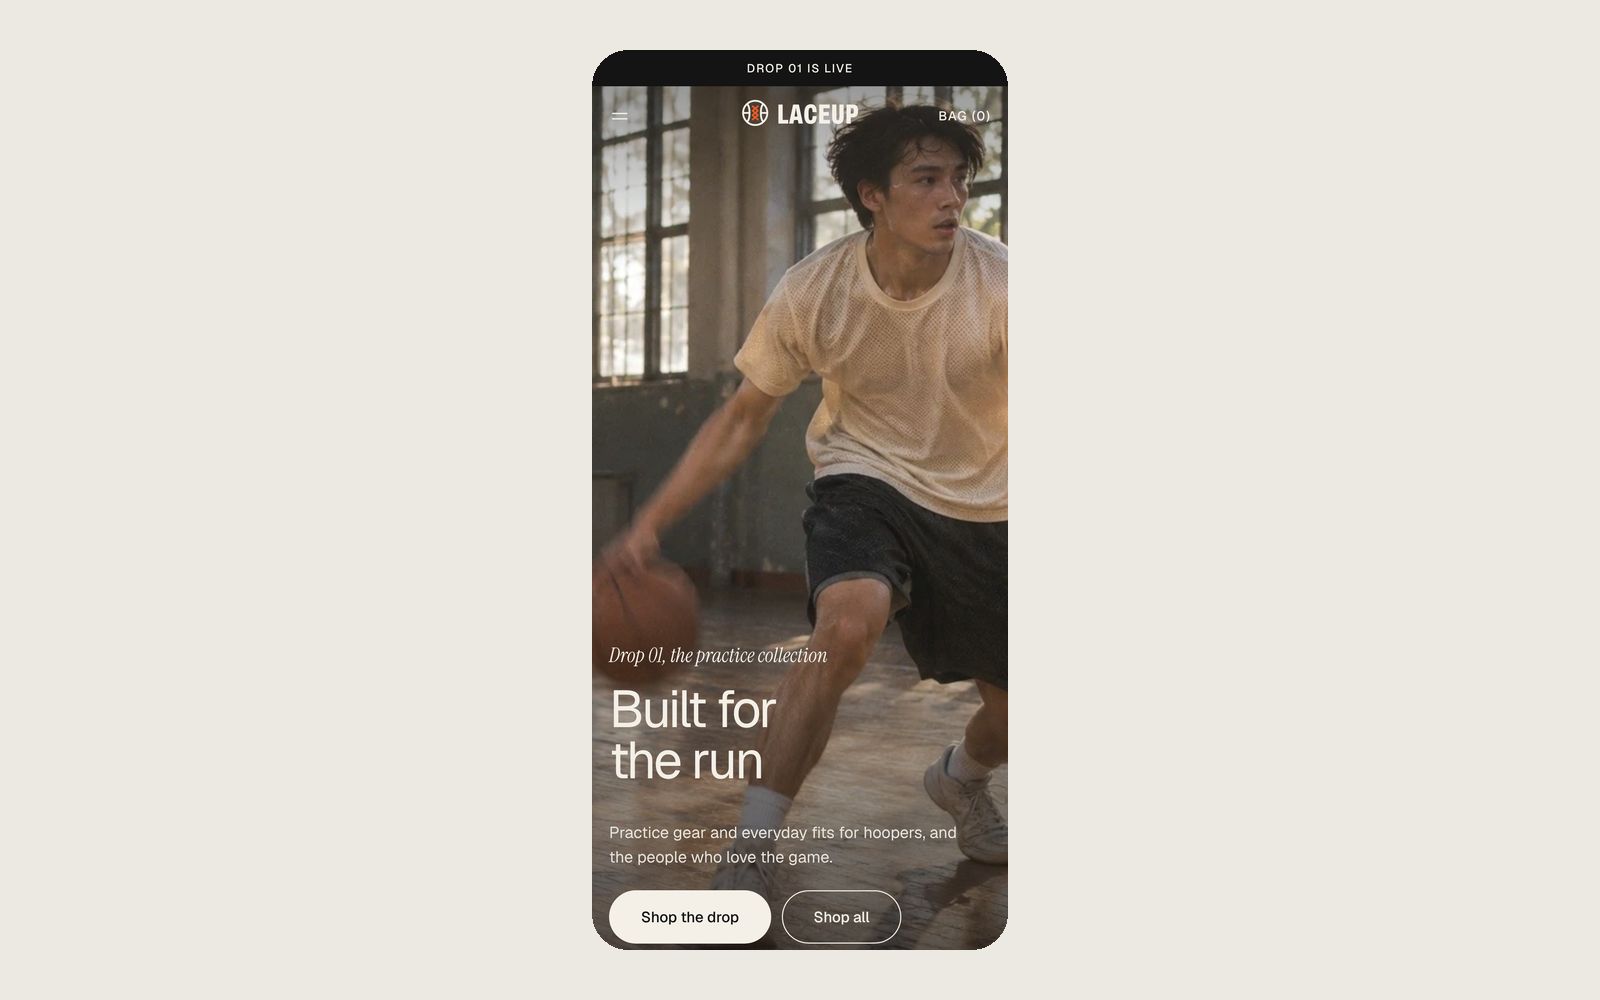 DROP 01 IS LIVE
LACEUP
BAG (0)
Drop 01, the practice collection
Built for
the run
Practice gear and everyday fits for hoopers, and
the people who love the game.
Shop the drop
Shop all